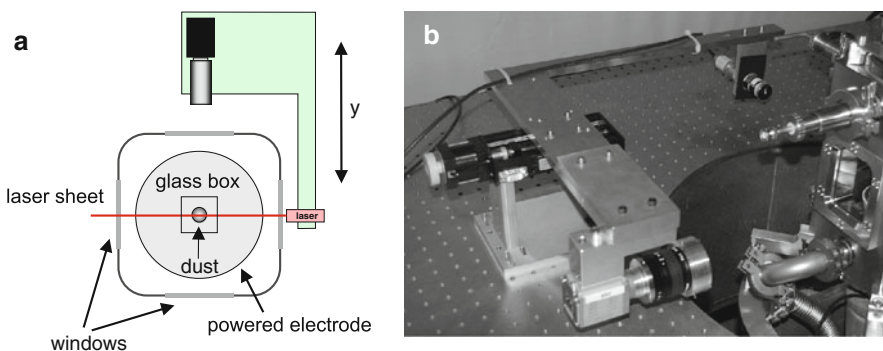 a
y
glass box
laser sheet
laser
dust
powered electrode
windows
b